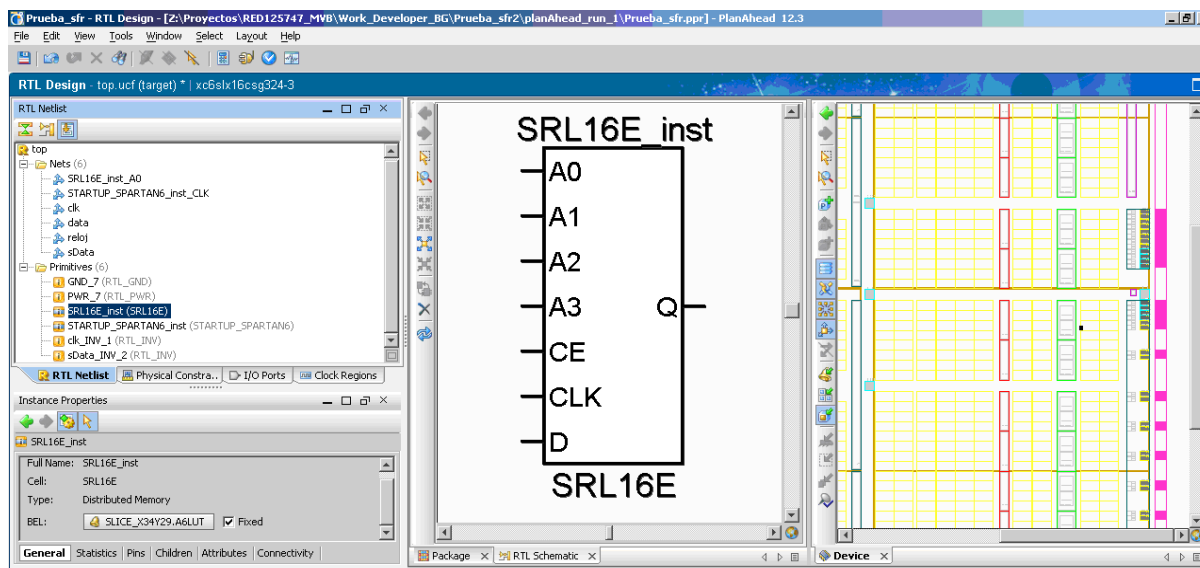 Prueba_sfr - RTL Design - [Z:\Proyectos\RED125747_MVB\Work_Developer_BG\Prueba_sfr2\planAhead_run_1\Prueba_sfr.ppr] - PlanAhead 12.3
File Edit View Tools Window Select Layout Help
RTL Design - top.ucf (target) * | xc6slx16csg324-3
RTL Netlist
top
Nets (6)
SRL16E_inst_A0
STARTUP_SPARTAN6_inst_CLK
clk
data
reloj
sData
Primitives (6)
GND_7 (RTL_GND)
PWR_7 (RTL_PWR)
SRL16E_inst (SRL16E)
STARTUP_SPARTAN6_inst (STARTUP_SPARTAN6)
clk_INV_1 (RTL_INV)
sData_INV_2 (RTL_INV)
RTL Netlist Physical Constra... I/O Ports Clock Regions
Instance Properties
SRL16E_inst
Full Name: SRL16E_inst
Cell: SRL16E
Type: Distributed Memory
BEL: SLICE_X34Y29.A6LUT Fixed
General Statistics Pins Children Attributes Connectivity
SRL16E_inst
A0
A1
A2
A3 Q
CE
CLK
D
SRL16E
Package RTL Schematic
Device